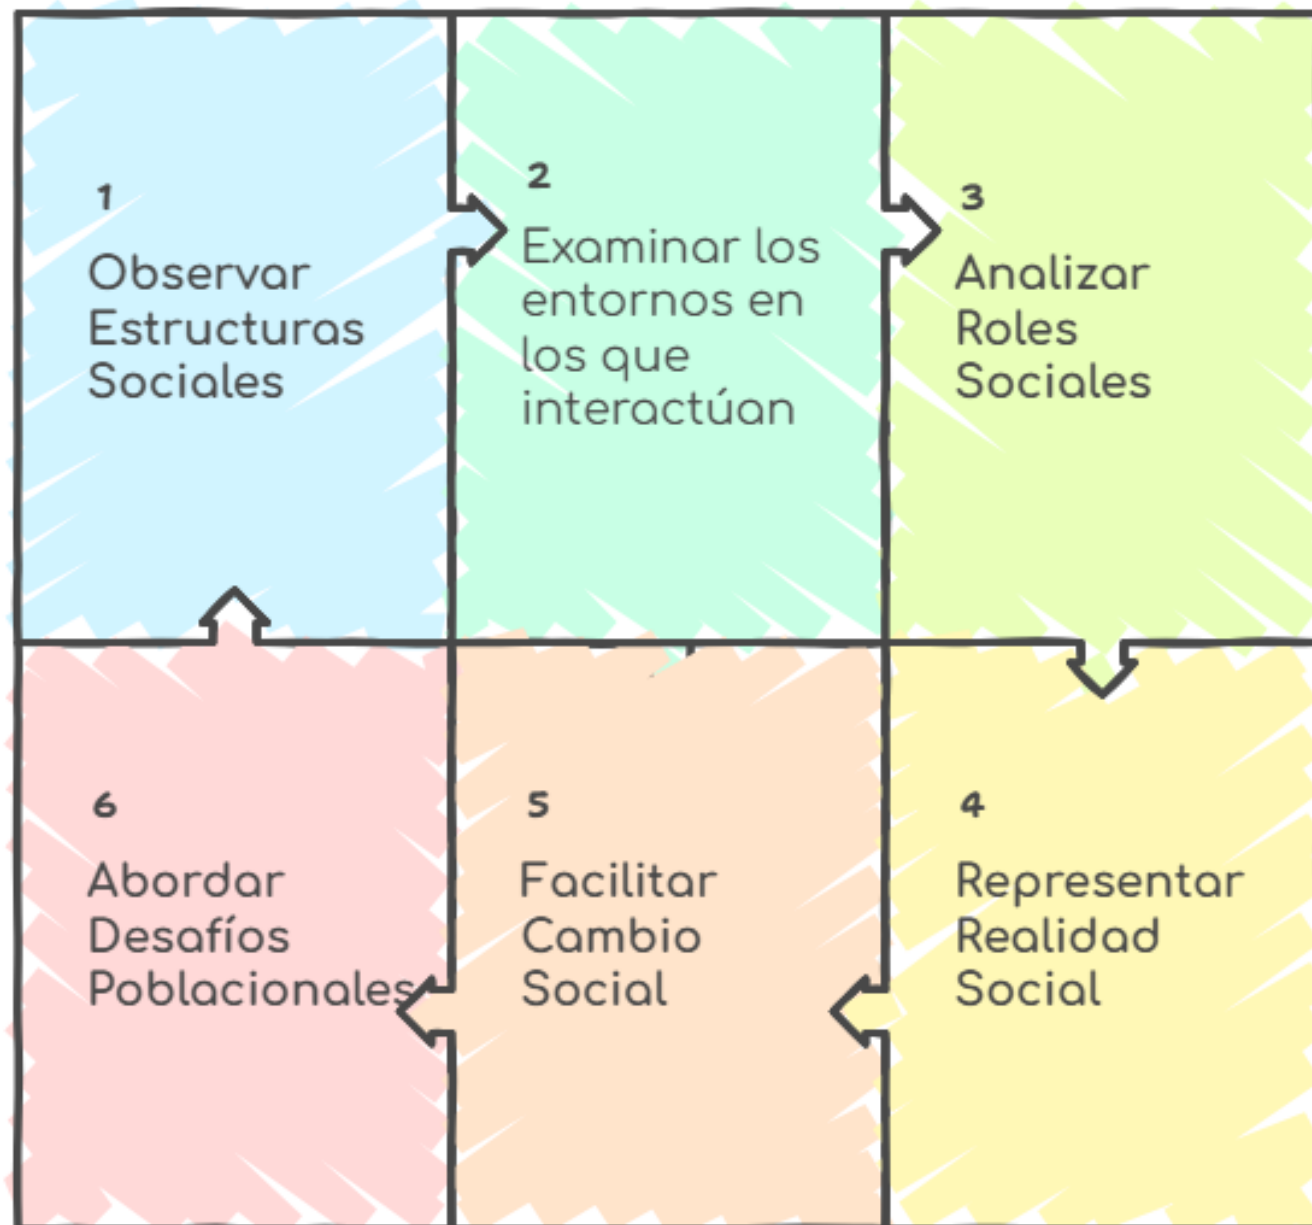 1
Observar
Estructuras
Sociales
2
Examinar los
entornos en
los que
interactúan
3
Analizar
Roles
Sociales
4
Representar
Realidad
Social
5
Facilitar
Cambio
Social
6
Abordar
Desafíos
Poblacionales